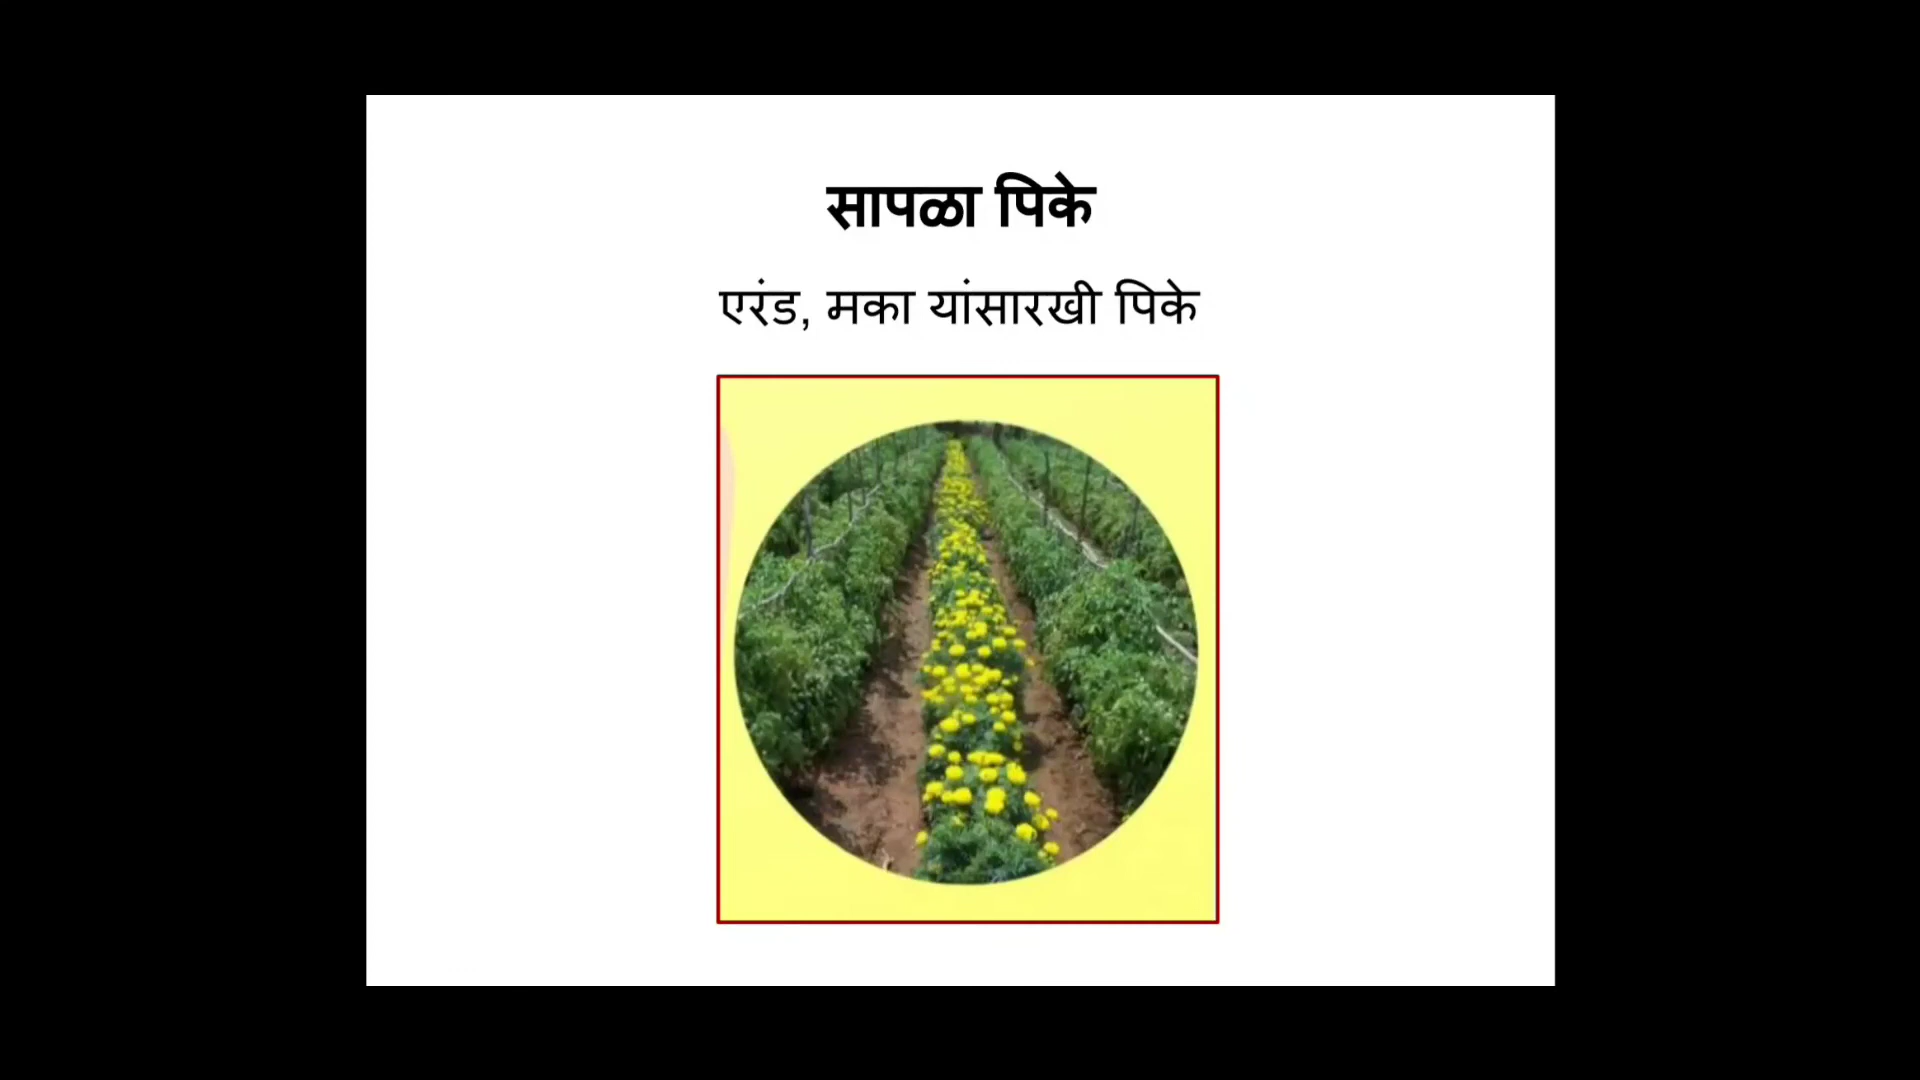 सापळा पिके
एरंड, मका यांसारखी पिके